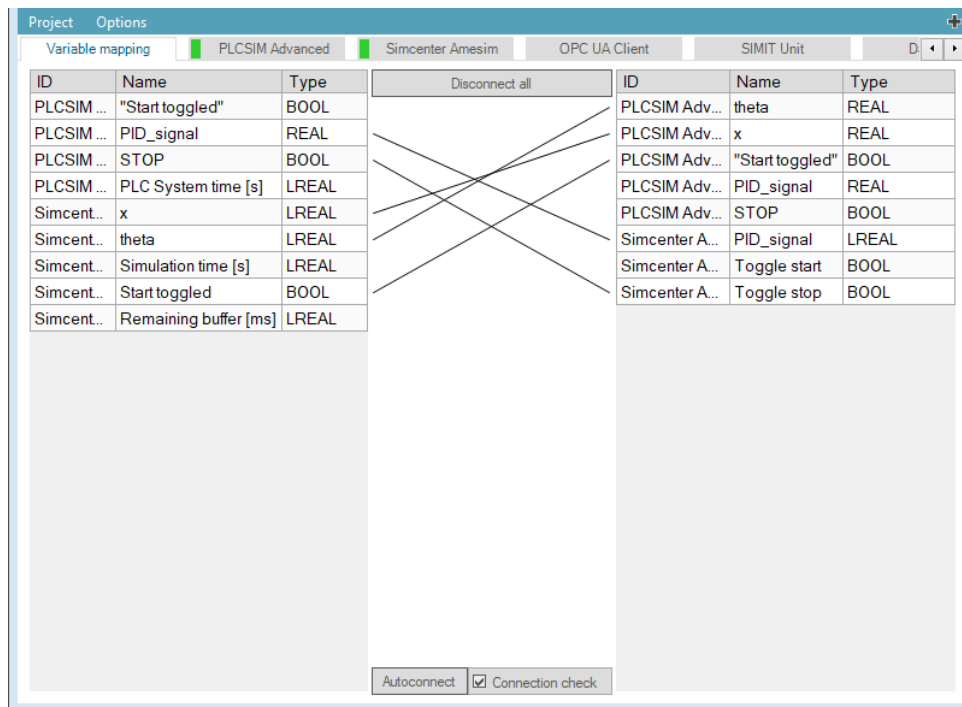 Project Options
Variable mapping PLCSIM Advanced Simcenter Amesim OPC UA Client SIMIT Unit D
ID Name Type Disconnect all ID Name Type
PLCSIM ... "Start toggled" BOOL PLCSIM Adv... theta REAL
PLCSIM ... PID_signal REAL PLCSIM Adv... x REAL
PLCSIM ... STOP BOOL PLCSIM Adv... "Start toggled" BOOL
PLCSIM ... PLC System time [s] LREAL PLCSIM Adv... PID_signal REAL
Simcent... x LREAL PLCSIM Adv... STOP BOOL
Simcent... theta LREAL Simcenter A... PID_signal LREAL
Simcent... Simulation time [s] LREAL Simcenter A... Toggle start BOOL
Simcent... Start toggled BOOL Simcenter A... Toggle stop BOOL
Simcent... Remaining buffer [ms] LREAL
Autoconnect Connection check